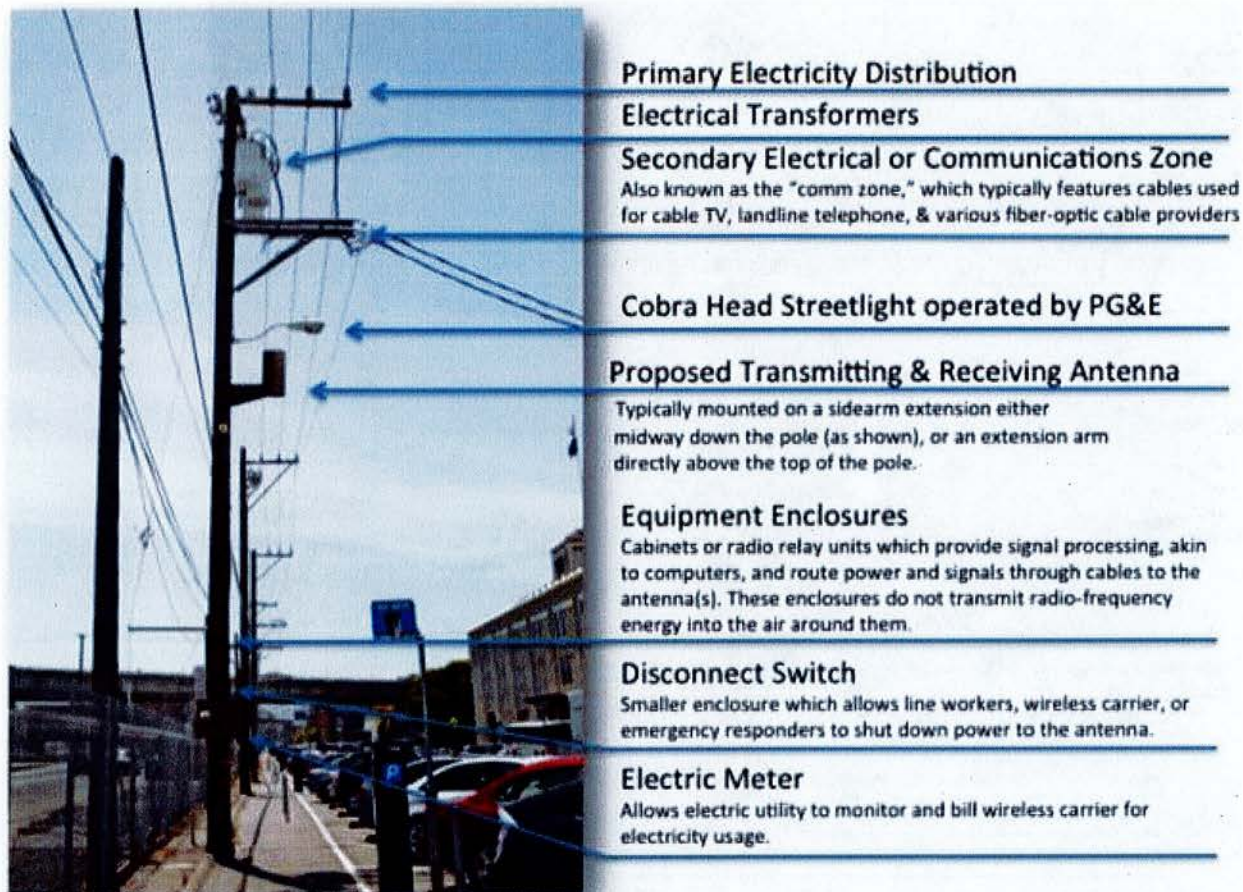 Primary Electricity Distribution
Electrical Transformers
Secondary Electrical or Communications Zone
Also known as the "comm zone," which typically features cables used
for cable TV, landline telephone, & various fiber-optic cable providers
Cobra Head Streetlight operated by PG&E
Proposed Transmitting & Receiving Antenna
Typically mounted on a sidearm extension either
midway down the pole (as shown), or an extension arm
directly above the top of the pole.
Equipment Enclosures
Cabinets or radio relay units which provide signal processing, akin
to computers, and route power and signals through cables to the
antenna(s). These enclosures do not transmit radio-frequency
energy into the air around them.
Disconnect Switch
Smaller enclosure which allows line workers, wireless carrier, or
emergency responders to shut down power to the antenna.
Electric Meter
Allows electric utility to monitor and bill wireless carrier for
electricity usage.